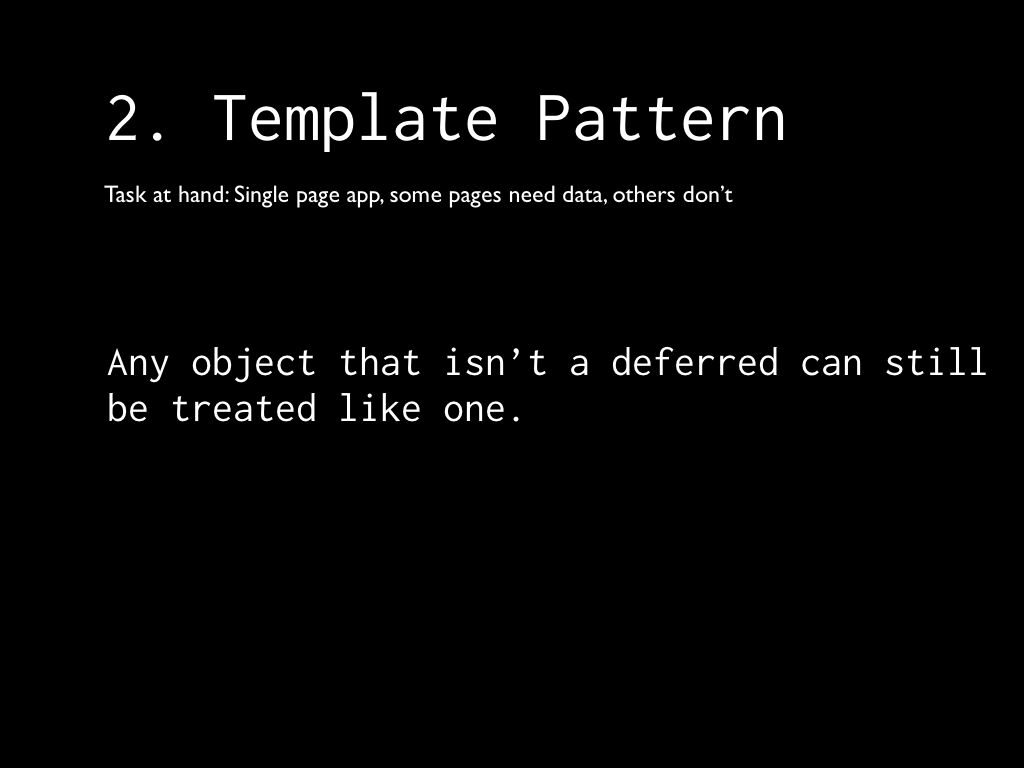 2. Template Pattern
Task at hand: Single page app, some pages need data, others don’t
Any object that isn’t a deferred can still
be treated like one.